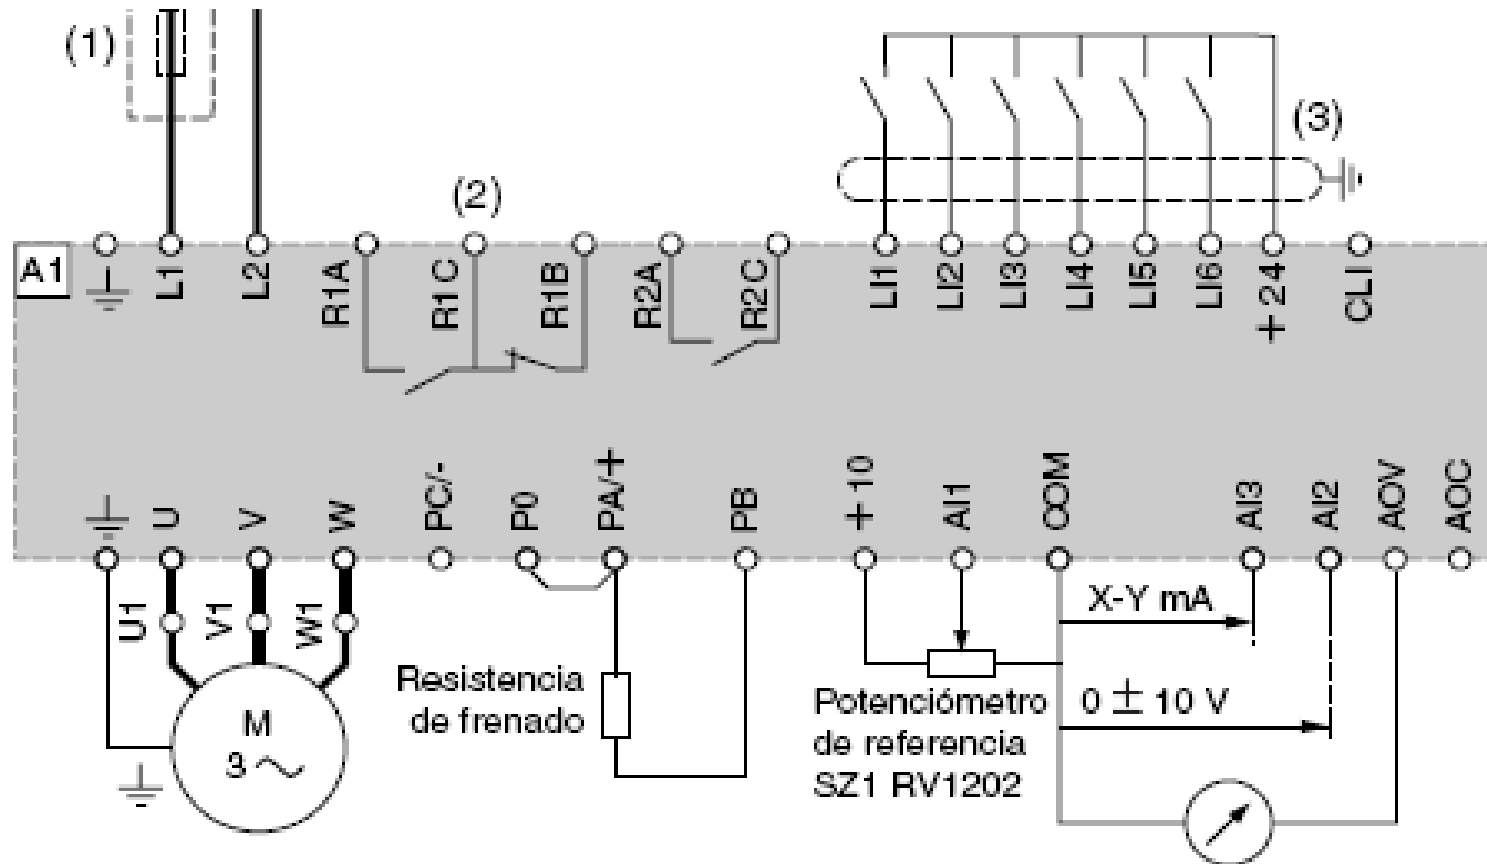 (1)
(3)
(2)
A1
L1
L2
R1A
R1C
R1B
R2A
R2C
LI1
LI2
LI3
LI4
LI5
LI6
+24
CLI
U
V
W
PC/-
P0
PA/+
PB
+10
AI1
COM
AI3
AI2
AOV
AOC
U1
V1
W1
X-Y mA
Resistencia
de frenado
M
3~
Potenciómetro
de referencia
SZ1 RV1202
0 ± 10 V